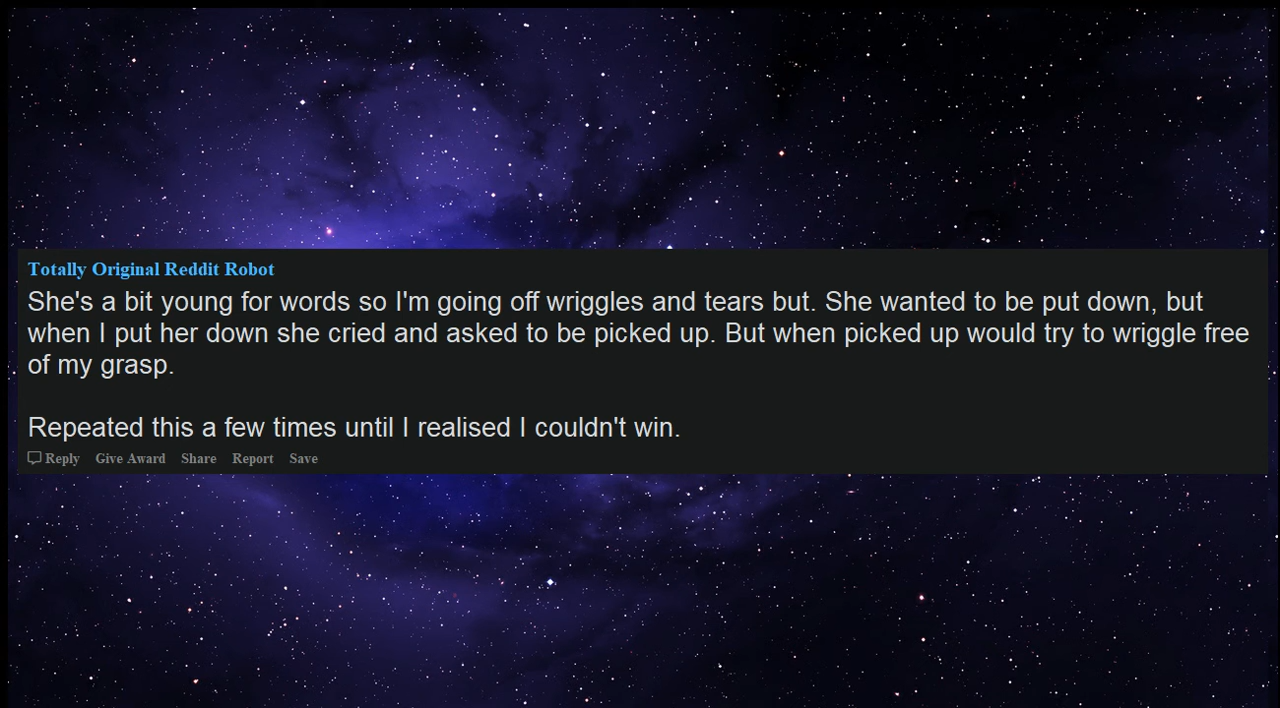 Totally Original Reddit Robot
She's a bit young for words so I'm going off wriggles and tears but. She wanted to be put down, but
when I put her down she cried and asked to be picked up. But when picked up would try to wriggle free
of my grasp.
Repeated this a few times until I realised I couldn't win.
Reply Give Award Share Report Save